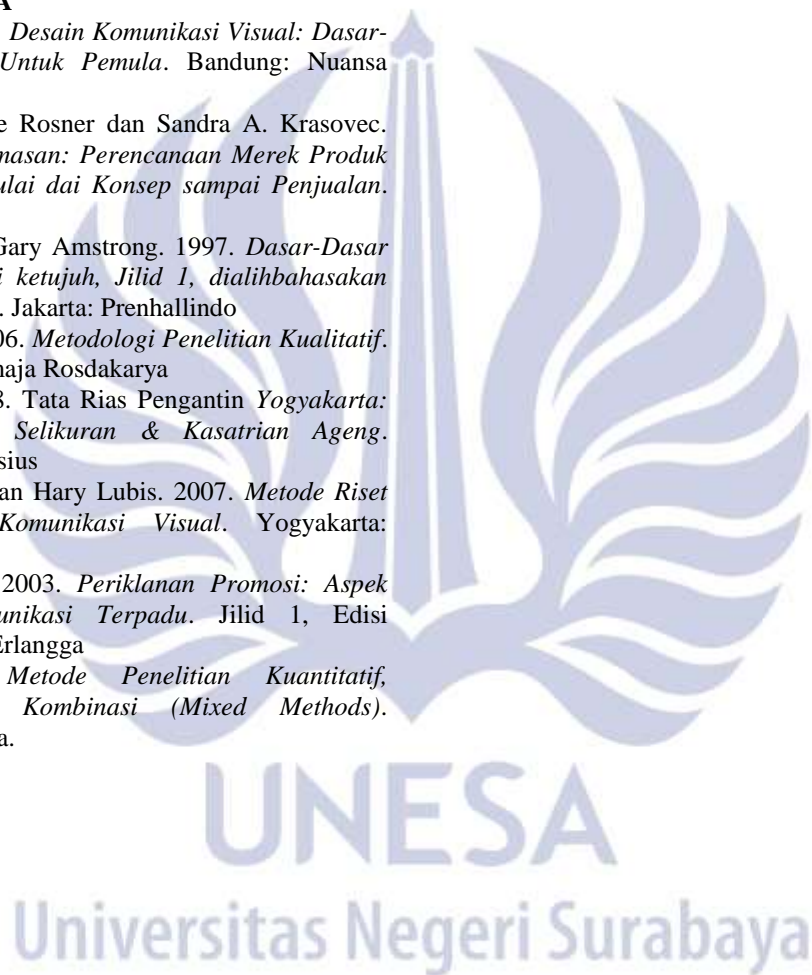 A
Desain Komunikasi Visual: Dasar-
Untuk Pemula. Bandung: Nuansa
e Rosner dan Sandra A. Krasovec.
masan: Perencanaan Merek Produk
ulai dai Konsep sampai Penjualan.
Gary Amstrong. 1997. Dasar-Dasar
i ketujuh, Jilid 1, dialihbahasakan
. Jakarta: Prenhallindo
06. Metodologi Penelitian Kualitatif.
naja Rosdakarya
8. Tata Rias Pengantin Yogyakarta:
Selikuran & Kasatrian Ageng.
sius
an Hary Lubis. 2007. Metode Riset
Komunikasi Visual. Yogyakarta:
2003. Periklanan Promosi: Aspek
unikasi Terpadu. Jilid 1, Edisi
Erlangga
Metode Penelitian Kuantitatif,
Kombinasi (Mixed Methods).
a.
UNESA
Universitas Negeri Surabaya